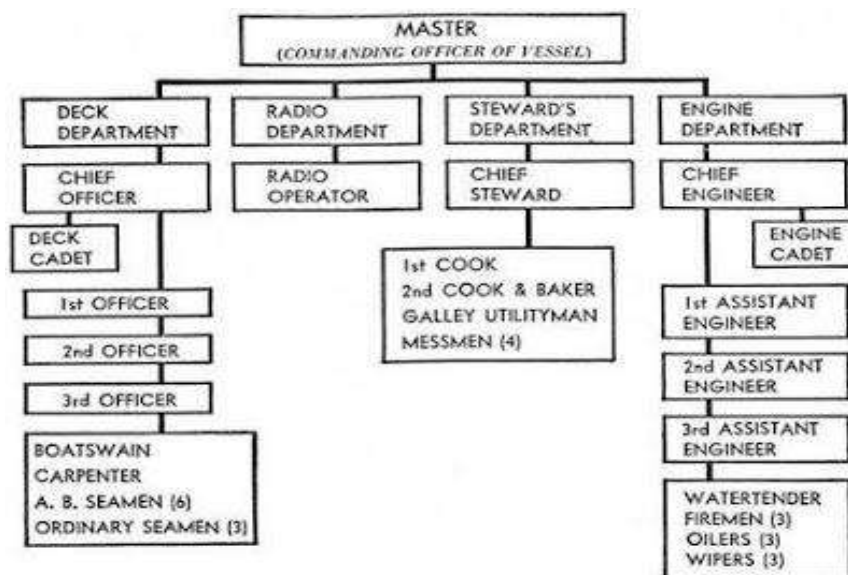 MASTER
(COMMANDING OFFICER OF VESSEL)
DECK
DEPARTMENT
RADIO
DEPARTMENT
STEWARD'S
DEPARTMENT
ENGINE
DEPARTMENT
CHIEF
OFFICER
RADIO
OPERATOR
CHIEF
STEWARD
CHIEF
ENGINEER
DECK
CADET
ENGINE
CADET
1st OFFICER
2nd OFFICER
3rd OFFICER
BOATSWAIN
CARPENTER
A. B. SEAMEN (6)
ORDINARY SEAMEN (3)
1st COOK
2nd COOK & BAKER
GALLEY UTILITYMAN
MESSMEN (4)
1st ASSISTANT
ENGINEER
2nd ASSISTANT
ENGINEER
3rd ASSISTANT
ENGINEER
WATERTENDER
FIREMEN (3)
OILERS (3)
WIPERS (3)